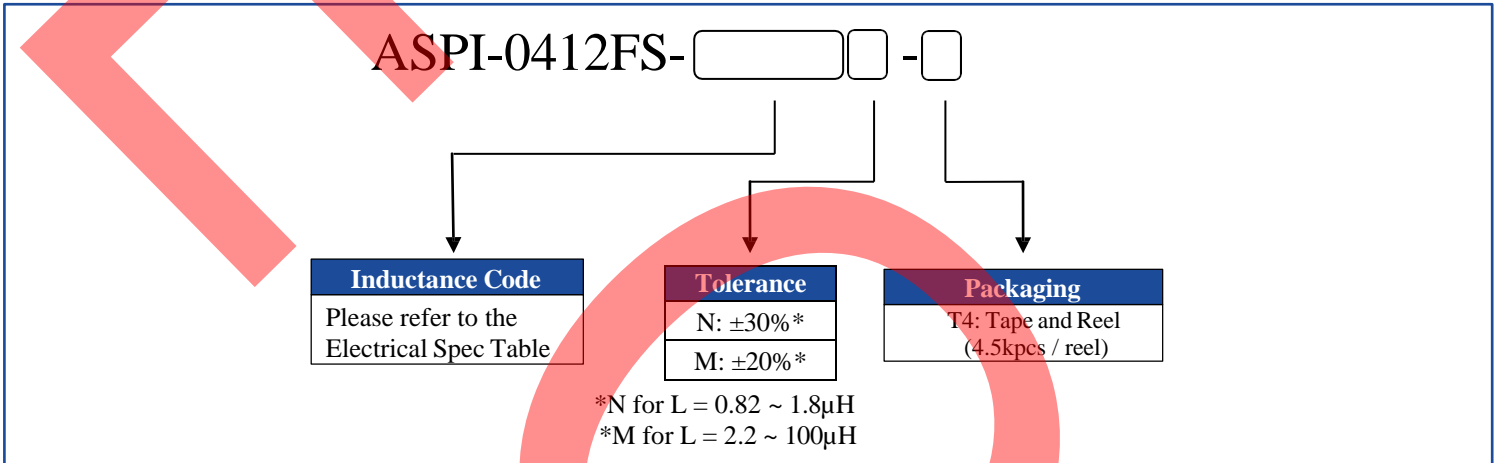 ASPI-0412FS- -
Inductance Code
Please refer to the
Electrical Spec Table
Tolerance
N: ±30%*
M: ±20%*
*N for L = 0.82 ~ 1.8µH
*M for L = 2.2 ~ 100µH
Packaging
T4: Tape and Reel
(4.5kpcs / reel)